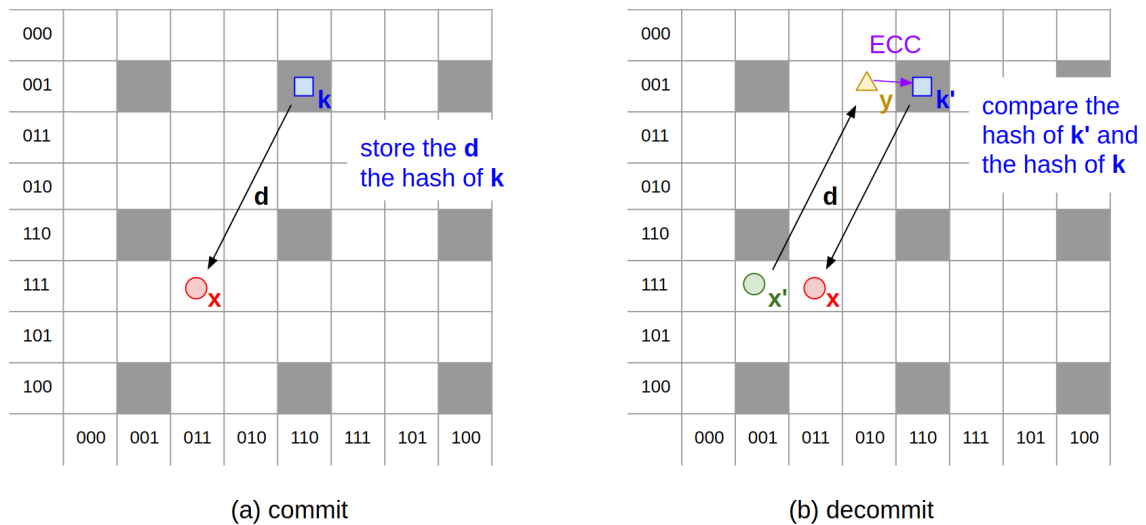 000
001
k
011
store the d
the hash of k
010
d
110
111
x
101
100
000 001 011 010 110 111 101 100
(a) commit
000
ECC
001
y
k'
compare the
hash of k' and
the hash of k
011
010
d
110
111
x'
x
101
100
000 001 011 010 110 111 101 100
(b) decommit